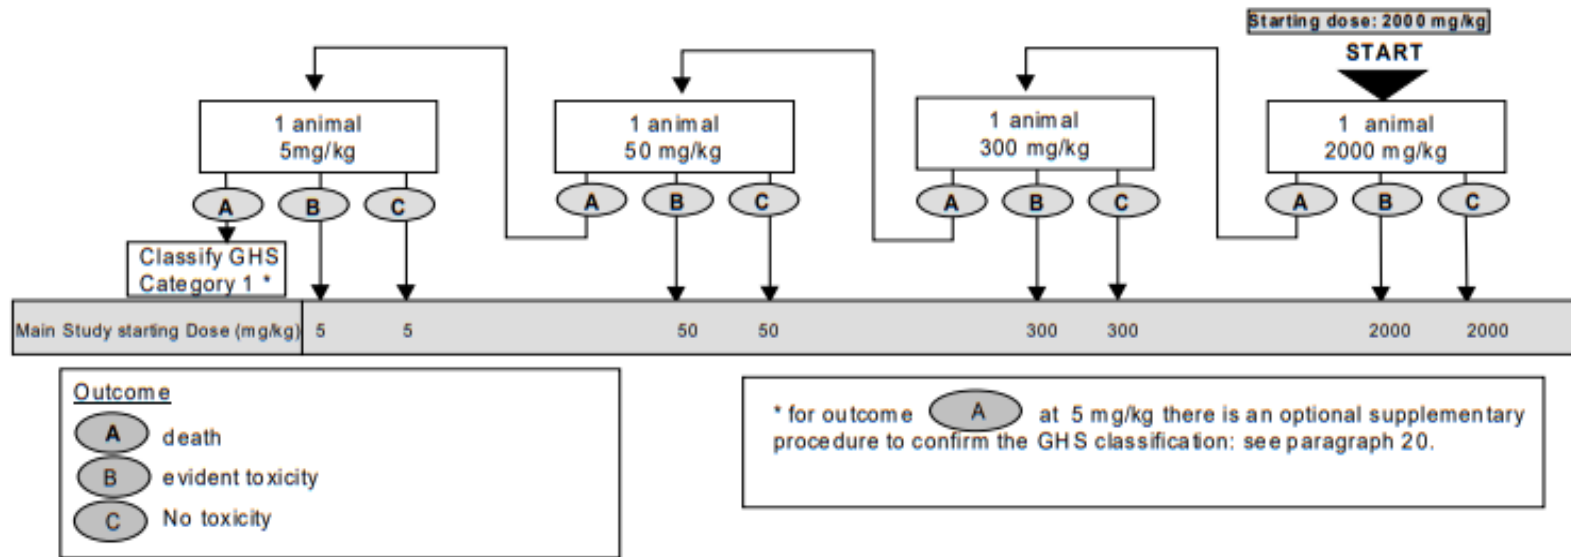 Starting dose: 2000 mg/kg
START
1 animal
5mg/kg
1 animal
50 mg/kg
1 animal
300 mg/kg
1 animal
2000 mg/kg
A
B
C
A
B
C
A
B
C
A
B
C
Classify GHS
Category 1 *
Main Study starting Dose (mg/kg) 5 5 50 50 300 300 2000 2000
Outcome
A death
B evident toxicity
C No toxicity
* for outcome A at 5 mg/kg there is an optional supplementary
procedure to confirm the GHS classification: see paragraph 20.